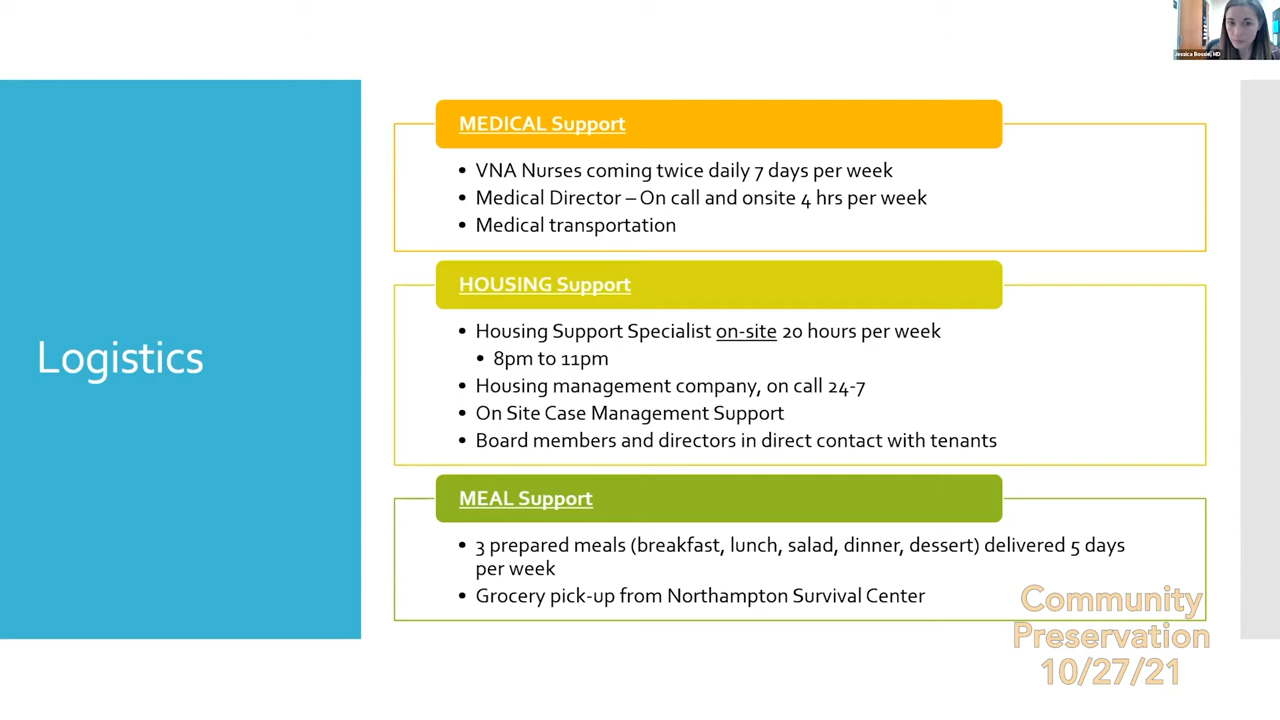 Jessica Bossie, MD
Logistics
MEDICAL Support
• VNA Nurses coming twice daily 7 days per week
• Medical Director – On call and onsite 4 hrs per week
• Medical transportation
HOUSING Support
• Housing Support Specialist on-site 20 hours per week
• 8pm to 11pm
• Housing management company, on call 24-7
• On Site Case Management Support
• Board members and directors in direct contact with tenants
MEAL Support
• 3 prepared meals (breakfast, lunch, salad, dinner, dessert) delivered 5 days
per week
• Grocery pick-up from Northampton Survival Center
Community
Preservation
10/27/21